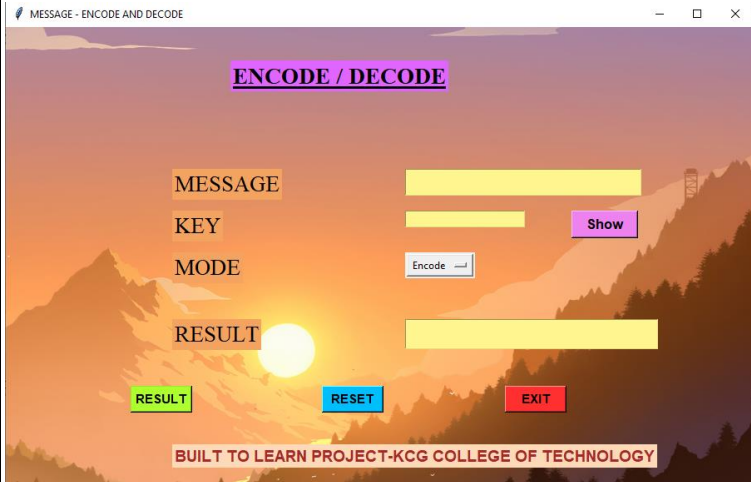 MESSAGE - ENCODE AND DECODE
ENCODE / DECODE
MESSAGE
KEY
Show
MODE
Encode
RESULT
RESULT
RESET
EXIT
BUILT TO LEARN PROJECT-KCG COLLEGE OF TECHNOLOGY